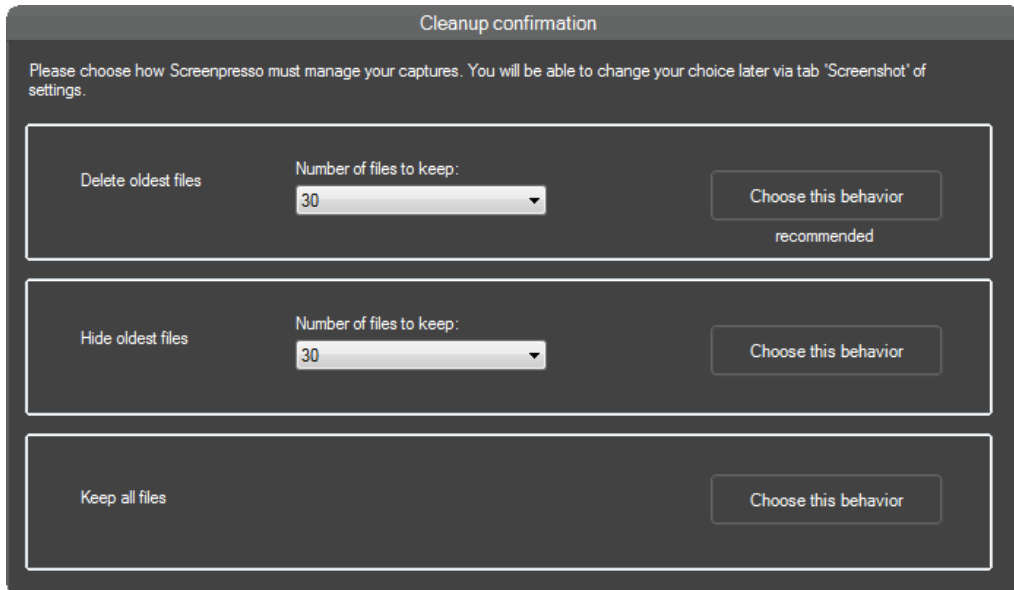 Cleanup confirmation
Please choose how Screenpresso must manage your captures. You will be able to change your choice later via tab 'Screenshot' of
settings.
Delete oldest files
Number of files to keep:
30
Choose this behavior
recommended
Hide oldest files
Number of files to keep:
30
Choose this behavior
Keep all files
Choose this behavior